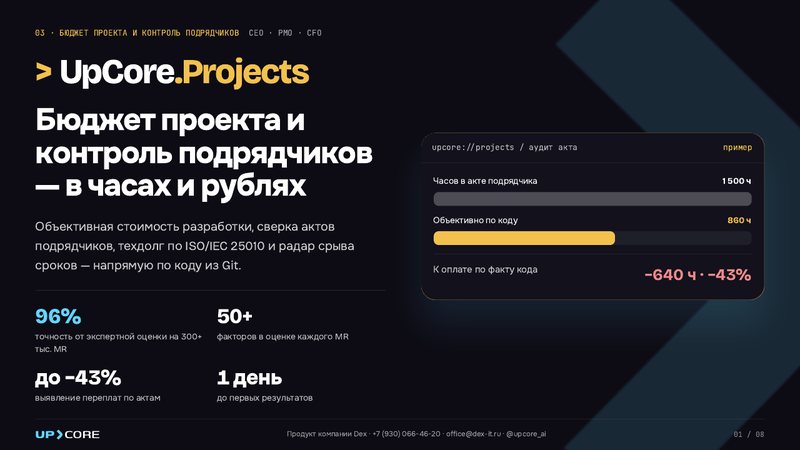 03 · БЮДЖЕТ ПРОЕКТА И КОНТРОЛЬ ПОДРЯДЧИКОВ CEO · PMO · CFO
> UpCore.Projects
Бюджет проекта и
контроль подрядчиков
— в часах и рублях
Объективная стоимость разработки, сверка актов
подрядчиков, техдолг по ISO/IEC 25010 и радар срыва
сроков — напрямую по коду из Git.
96%
точность от экспертной оценки на 300+
тыс. MR
50+
факторов в оценке каждого MR
до −43%
выявление переплат по актам
1 день
до первых результатов
upcore://projects / аудит акта
пример
Часов в акте подрядчика
1 500 ч
Объективно по коду
860 ч
К оплате по факту кода
−640 ч · −43%
UP>CORE
Продукт компании Dex · +7 (930) 066-46-20 · office@dex-it.ru · @upcore_ai
01 / 08